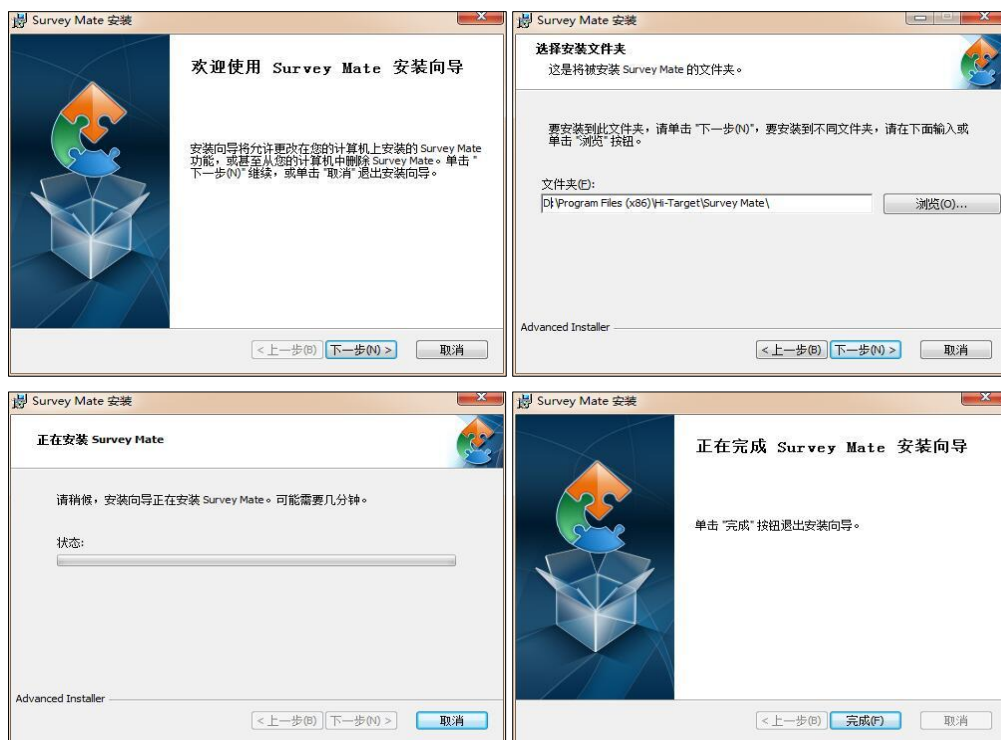 Survey Mate 安装
欢迎使用 Survey Mate 安装向导
安装向导将允许更改在您的计算机上安装的 Survey Mate
功能，或甚至从您的计算机中删除 Survey Mate。单击 "
下一步(N)" 继续，或单击 "取消" 退出安装向导。
< 上一步(B) 下一步(N) > 取消
Survey Mate 安装
选择安装文件夹
这是将被安装 Survey Mate 的文件夹。
要安装到此文件夹，请单击 "下一步(N)"，要安装到不同文件夹，请在下面输入或
单击 "浏览" 按钮。
文件夹(F):
D:\Program Files (x86)\Hi-Target\Survey Mate\ 浏览(O)...
Advanced Installer
< 上一步(B) 下一步(N) > 取消
Survey Mate 安装
正在安装 Survey Mate
请稍候，安装向导正在安装 Survey Mate。可能需要几分钟。
状态:
Advanced Installer
< 上一步(B) 下一步(N) > 取消
Survey Mate 安装
正在完成 Survey Mate 安装向导
单击 "完成" 按钮退出安装向导。
< 上一步(B) 完成(F) 取消